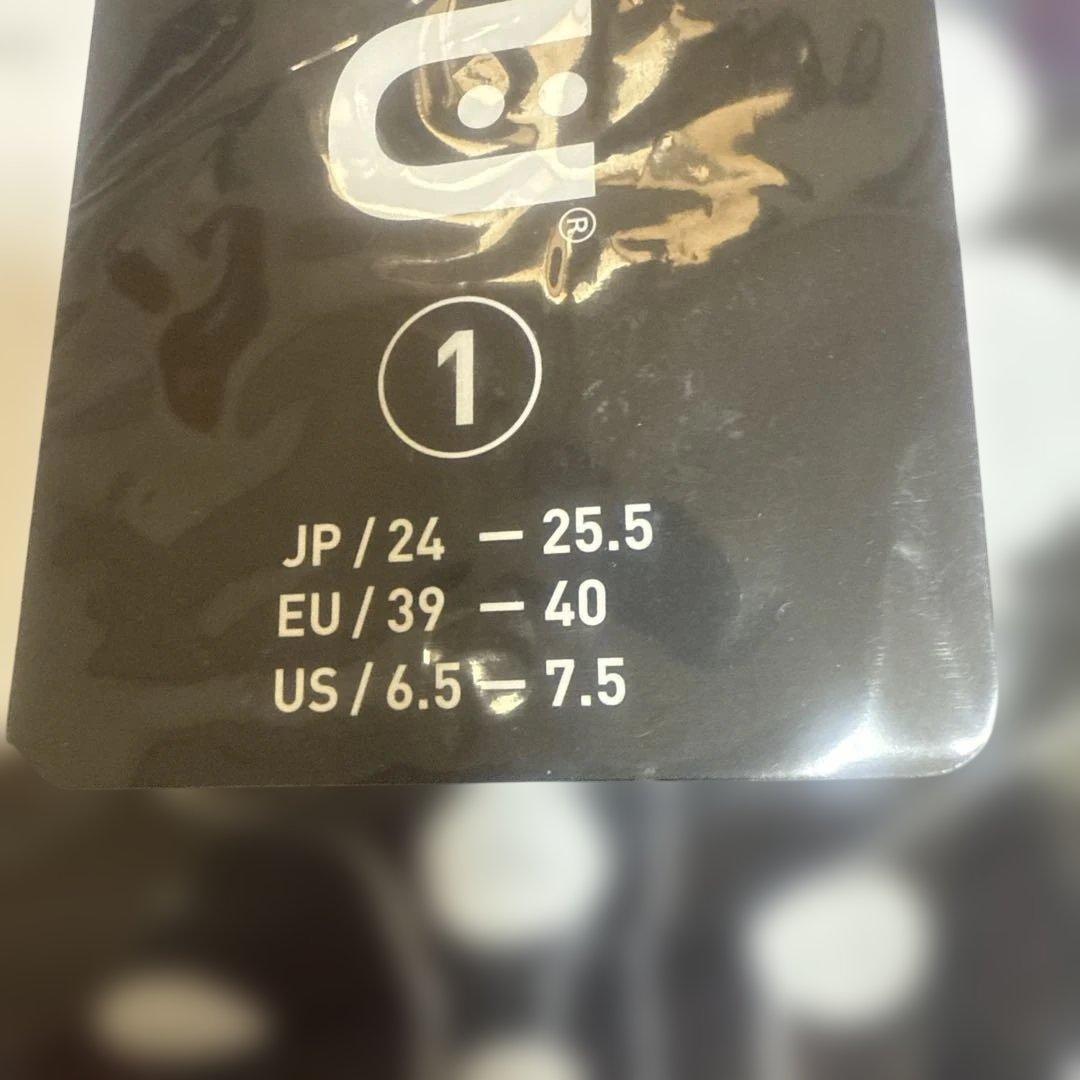 ®
1
JP / 24 — 25.5
EU / 39 — 40
US / 6.5 — 7.5